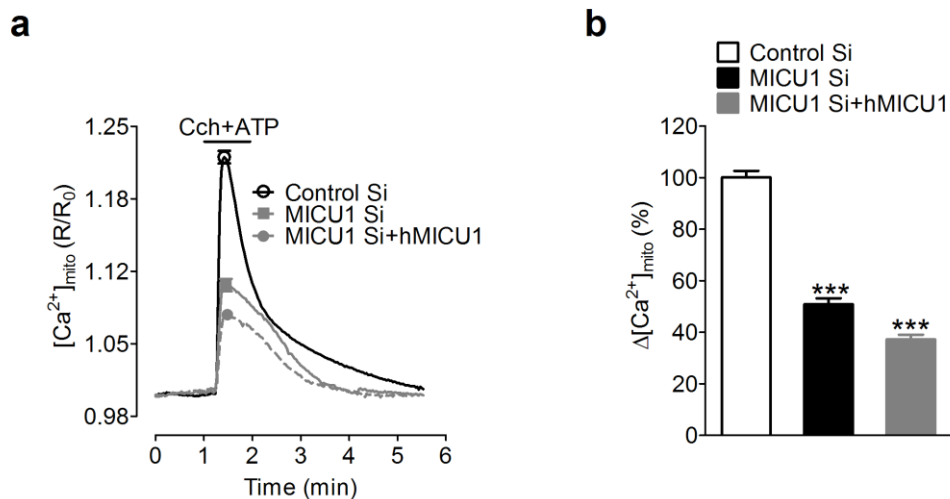 a
Cch+ATP
Control Si
MICU1 Si
MICU1 Si+hMICU1
[Ca²⁺]mito (R/R₀)
1.25
1.18
1.12
1.05
0.98
0 1 2 3 4 5 6
Time (min)
b
Control Si
MICU1 Si
MICU1 Si+hMICU1
Δ[Ca²⁺]mito (%)
120
100
80
60
40
20
0
***
***